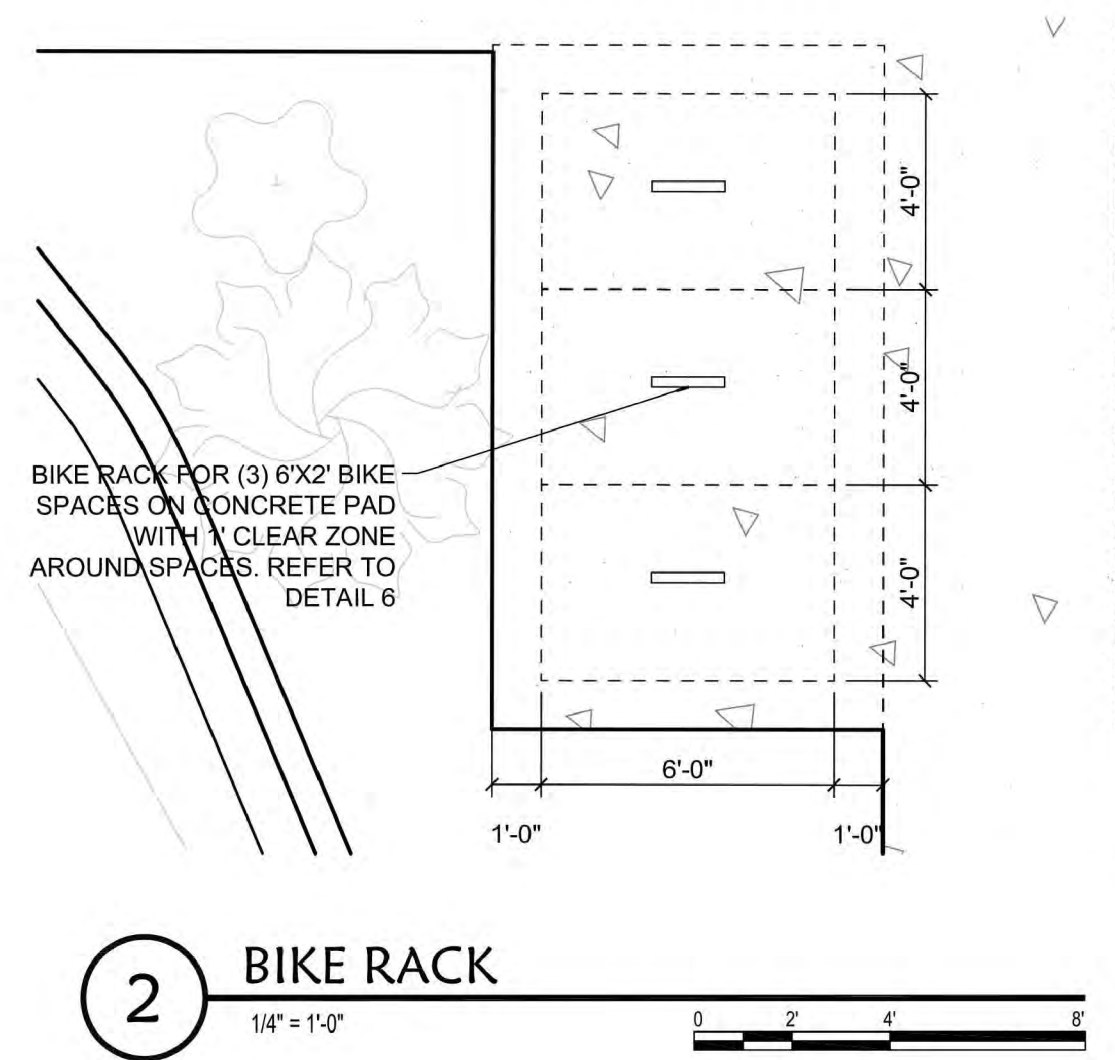 4'-0"
4'-0"
BIKE RACK FOR (3) 6'X2' BIKE
SPACES ON CONCRETE PAD
WITH 1' CLEAR ZONE
AROUND SPACES. REFER TO
DETAIL 6
4'-0"
6'-0"
1'-0"
1'-0"
2
BIKE RACK
1/4" = 1'-0"
0 2' 4' 8'